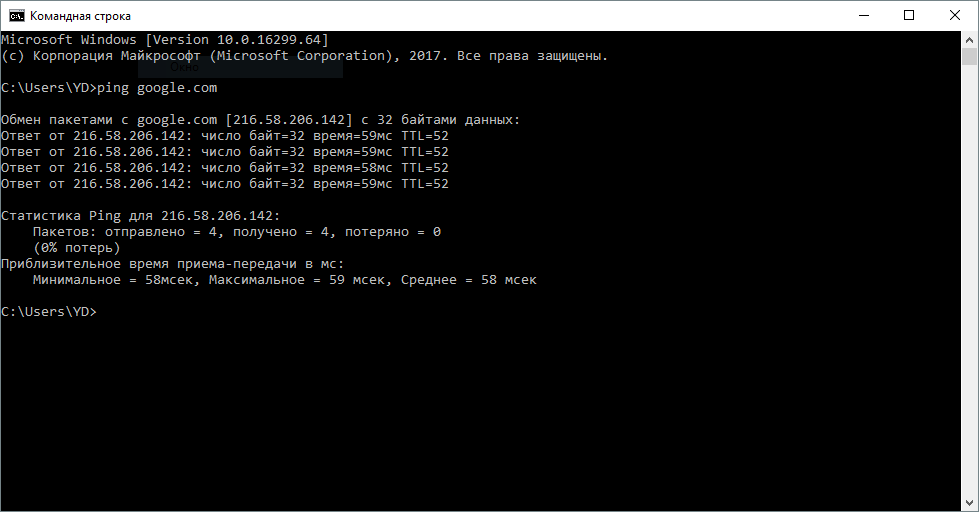 Командная строка
Microsoft Windows [Version 10.0.16299.64]
(c) Корпорация Майкрософт (Microsoft Corporation), 2017. Все права защищены.
C:\Users\YD>ping google.com
Обмен пакетами с google.com [216.58.206.142] с 32 байтами данных:
Ответ от 216.58.206.142: число байт=32 время=59мс TTL=52
Ответ от 216.58.206.142: число байт=32 время=59мс TTL=52
Ответ от 216.58.206.142: число байт=32 время=58мс TTL=52
Ответ от 216.58.206.142: число байт=32 время=59мс TTL=52
Статистика Ping для 216.58.206.142:
Пакетов: отправлено = 4, получено = 4, потеряно = 0
(0% потерь)
Приблизительное время приема-передачи в мс:
Минимальное = 58мсек, Максимальное = 59 мсек, Среднее = 58 мсек
C:\Users\YD>